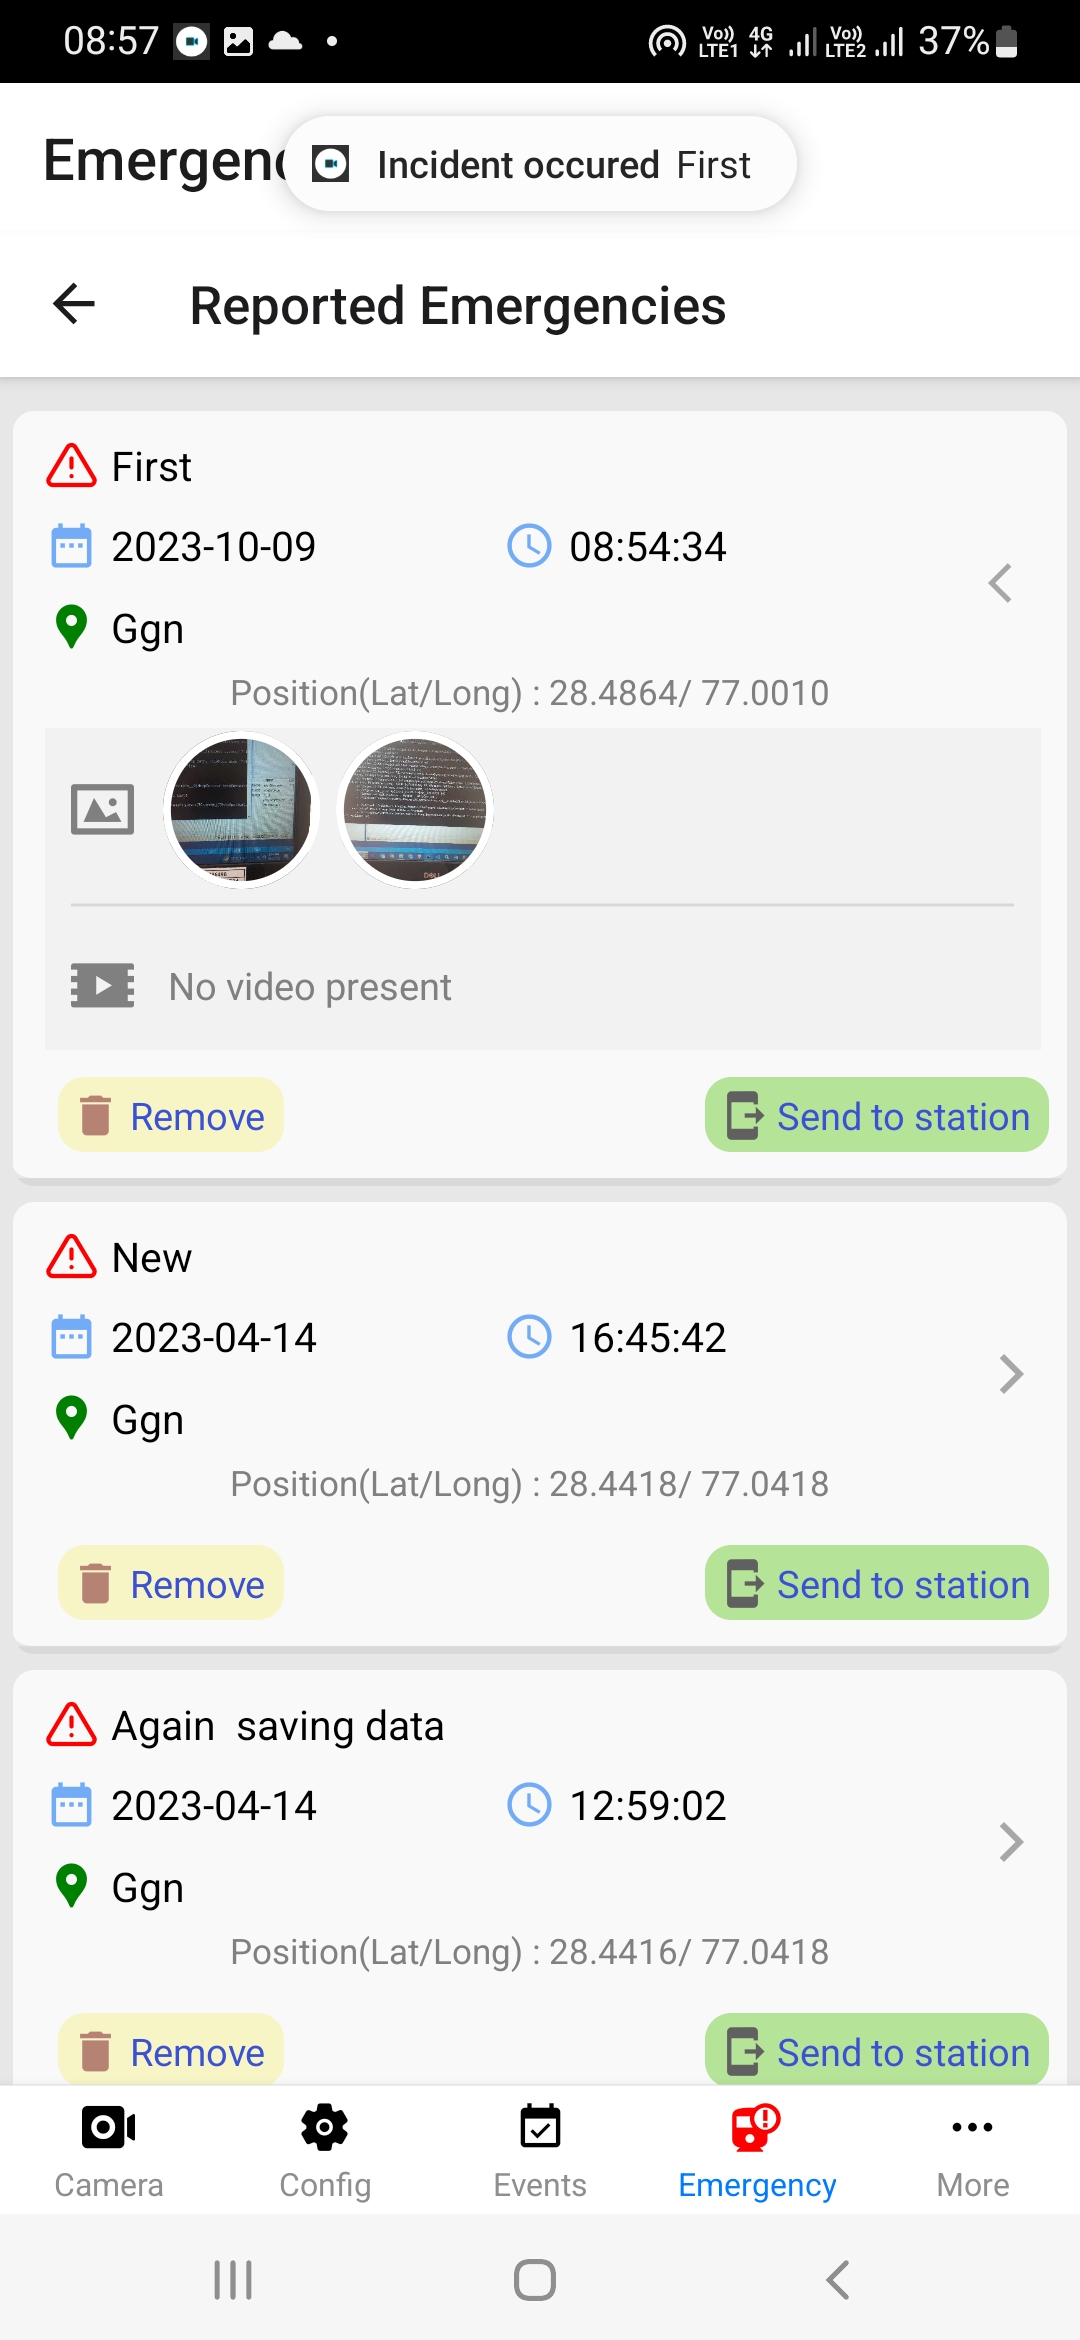 08:57 Vo)) LTE1 4G Vo)) LTE2 37%
Emergenc
Incident occured First
Reported Emergencies
First
2023-10-09 08:54:34
Ggn
Position(Lat/Long) : 28.4864/ 77.0010
No video present
Remove Send to station
New
2023-04-14 16:45:42
Ggn
Position(Lat/Long) : 28.4418/ 77.0418
Remove Send to station
Again saving data
2023-04-14 12:59:02
Ggn
Position(Lat/Long) : 28.4416/ 77.0418
Remove Send to station
Camera Config Events Emergency More